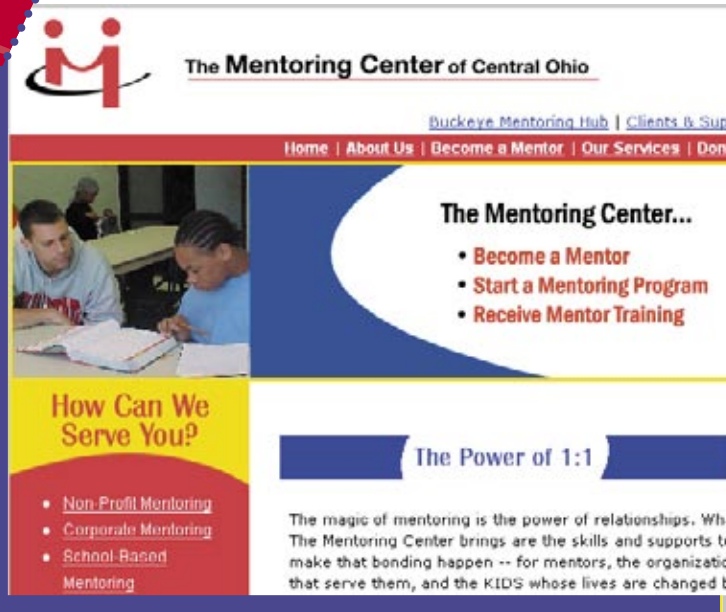 The Mentoring Center of Central Ohio
Buckeye Mentoring Hub | Clients & Sup
Home | About Us | Become a Mentor | Our Services | Don
The Mentoring Center...
• Become a Mentor
• Start a Mentoring Program
• Receive Mentor Training
How Can We
Serve You?
• Non-Profit Mentoring
• Corporate Mentoring
• School-Based
Mentoring
The Power of 1:1
The magic of mentoring is the power of relationships. Wh
The Mentoring Center brings are the skills and supports t
make that bonding happen -- for mentors, the organizatio
that serve them, and the KIDS whose lives are changed b